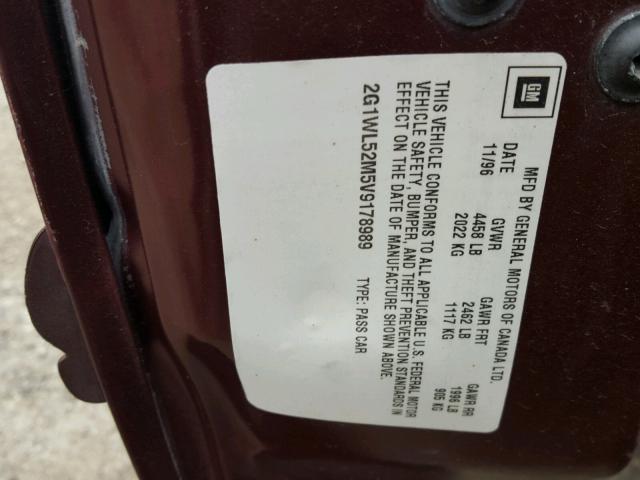 GM
MFD BY GENERAL MOTORS OF CANADA LTD.
DATE GVWR GAWR FRT GAWR RR
11/96 4458 LB 2462 LB 1996 LB
2022 KG 1117 KG 905 KG
THIS VEHICLE CONFORMS TO ALL APPLICABLE U.S. FEDERAL MOTOR
VEHICLE SAFETY, BUMPER, AND THEFT PREVENTION STANDARDS IN
EFFECT ON THE DATE OF MANUFACTURE SHOWN ABOVE.
2G1WL52M5V9178989 TYPE: PASS CAR